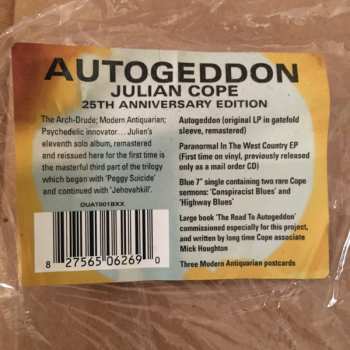 AUTOGEDDON
JULIAN COPE
25TH ANNIVERSARY EDITION
The Arch-Drude; Modern Antiquarian;
Psychedelic innovator... Julian's
eleventh solo album, remastered
and reissued here for the first time is
the masterful third part of the trilogy
which began with 'Peggy Suicide'
and continued with 'Jehovahkill'.
OUAT001BXX
8 27565 06269 0
Autogeddon (original LP in gatefold
sleeve, remastered)
Paranormal In The West Country EP
(First time on vinyl, previously released
only as a mail order CD)
Blue 7" single containing two rare Cope
sermons: 'Conspiracist Blues' and
'Highway Blues'
Large book 'The Road To Autogeddon'
commissioned especially for this project,
and written by long time Cope associate
Mick Houghton
Three Modern Antiquarian postcards